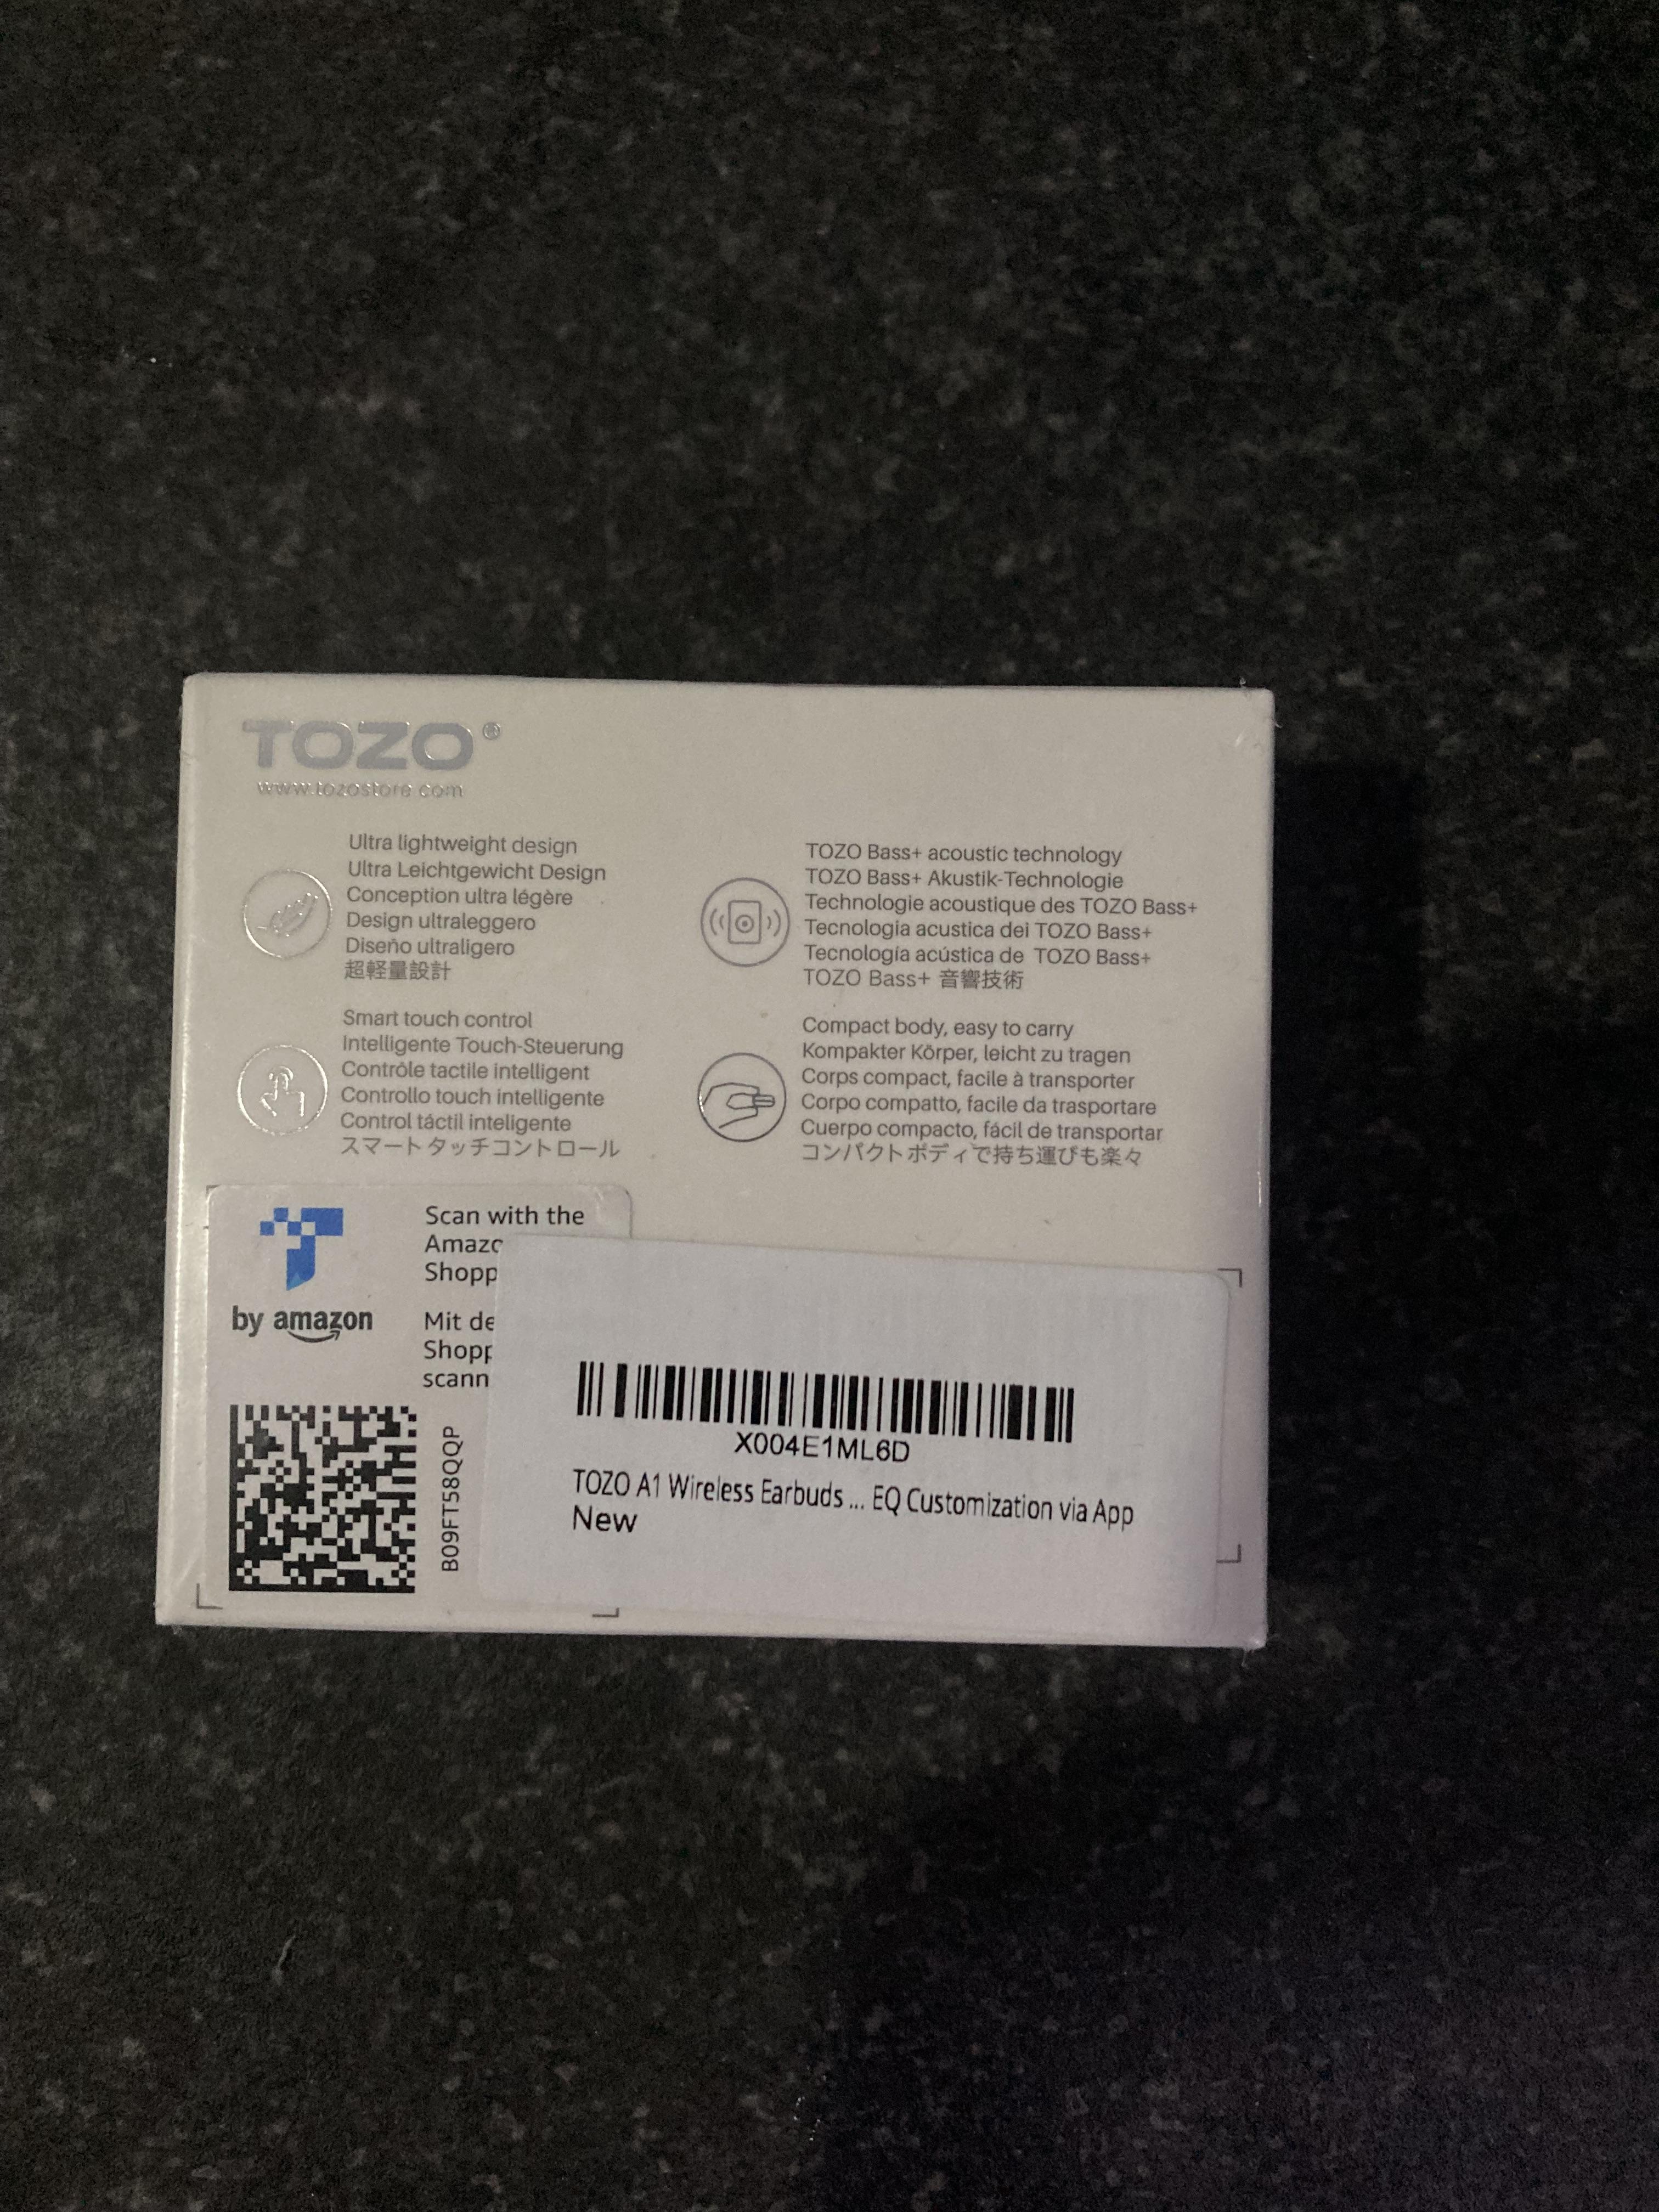 TOZO®
www.tozostore.com
Ultra lightweight design
Ultra Leichtgewicht Design
Conception ultra légère
Design ultraleggero
Diseño ultraligero
超軽量設計
TOZO Bass+ acoustic technology
TOZO Bass+ Akustik-Technologie
Technologie acoustique des TOZO Bass+
Tecnologia acustica dei TOZO Bass+
Tecnología acústica de TOZO Bass+
TOZO Bass+ 音響技術
Smart touch control
Intelligente Touch-Steuerung
Contrôle tactile intelligent
Controllo touch intelligente
Control táctil inteligente
スマートタッチコントロール
Compact body, easy to carry
Kompakter Körper, leicht zu tragen
Corps compact, facile à transporter
Corpo compatto, facile da trasportare
Cuerpo compacto, fácil de transportar
コンパクトボディで持ち運びも楽々
by amazon
Scan with the
Amazc
Shopp
Mit de
Shopp
scann
B09FT58QQP
X004E1ML6D
TOZO A1 Wireless Earbuds ... EQ Customization via App
New